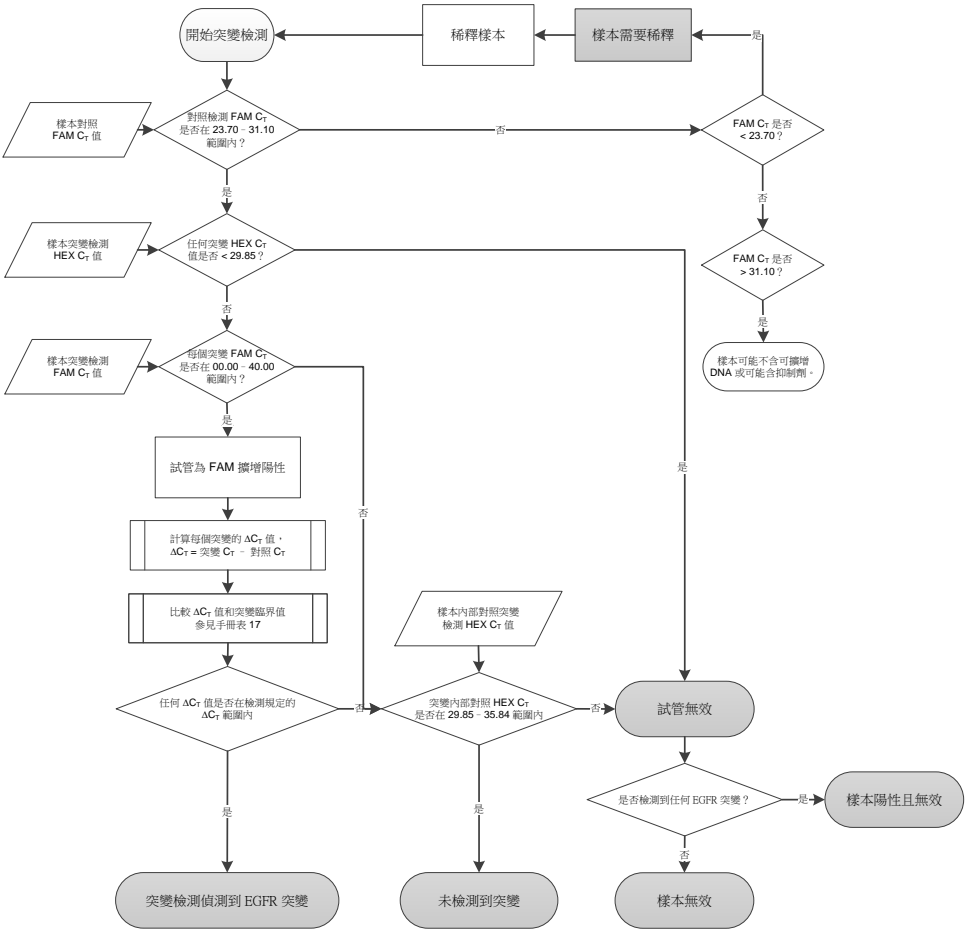 開始突變檢測
稀釋樣本
樣本需要稀釋
是
樣本對照
FAM CT 值
對照檢測 FAM CT
是否在 23.70 - 31.10
範圍內？
否
FAM CT 是否
< 23.70？
是
否
樣本突變檢測
HEX CT 值
任何突變 HEX CT
值是否 < 29.85？
FAM CT 是否
> 31.10？
否
是
樣本突變檢測
FAM CT 值
每個突變 FAM CT
是否在 00.00 - 40.00
範圍內？
樣本可能不含可擴增
DNA 或可能含抑制劑。
是
試管為 FAM 擴增陽性
是
否
計算每個突變的 ΔCT 值，
ΔCT = 突變 CT - 對照 CT
比較 ΔCT 值和突變臨界值
參見手冊表 17
樣本內部對照突變
檢測 HEX CT 值
任何 ΔCT 值是否在檢測規定的
ΔCT 範圍內
否
突變內部對照 HEX CT
是否在 29.85 - 35.84 範圍內
否
試管無效
是否檢測到任何 EGFR 突變？
是
樣本陽性且無效
是
是
否
突變檢測偵測到 EGFR 突變
未檢測到突變
樣本無效